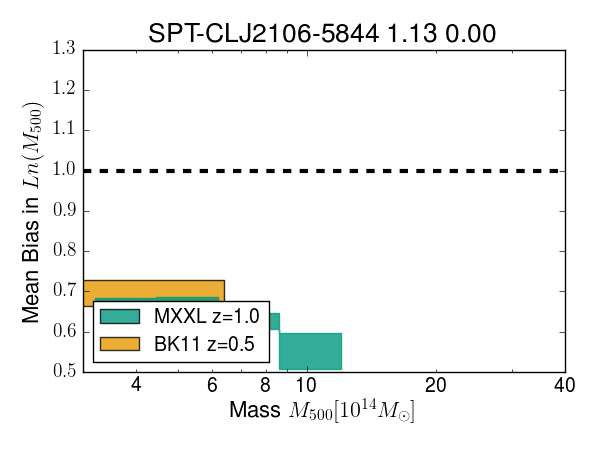 SPT-CLJ2106-5844 1.13 0.00
1.3
1.2
1.1
1.0
0.9
0.8
0.7
0.6
0.5
Mean Bias in Ln(M500)
MXXL z=1.0
BK11 z=0.5
4 6 8 10 20 40
Mass M500[10^14 M⊙]